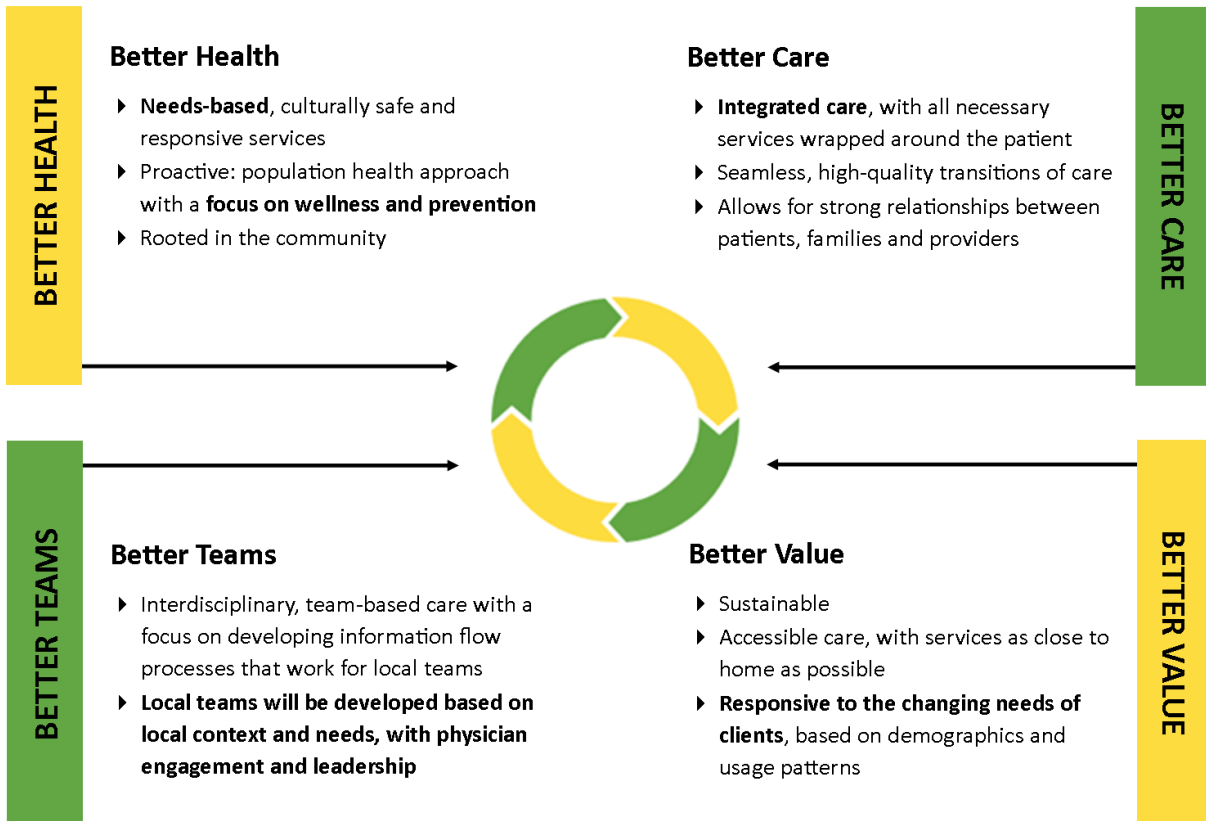 BETTER HEALTH
Better Health
Needs-based, culturally safe and
responsive services
Proactive: population health approach
with a focus on wellness and prevention
Rooted in the community
Better Care
Integrated care, with all necessary
services wrapped around the patient
Seamless, high-quality transitions of care
Allows for strong relationships between
patients, families and providers
BETTER CARE
BETTER TEAMS
Better Teams
Interdisciplinary, team-based care with a
focus on developing information flow
processes that work for local teams
Local teams will be developed based on
local context and needs, with physician
engagement and leadership
Better Value
Sustainable
Accessible care, with services as close to
home as possible
Responsive to the changing needs of
clients, based on demographics and
usage patterns
BETTER VALUE